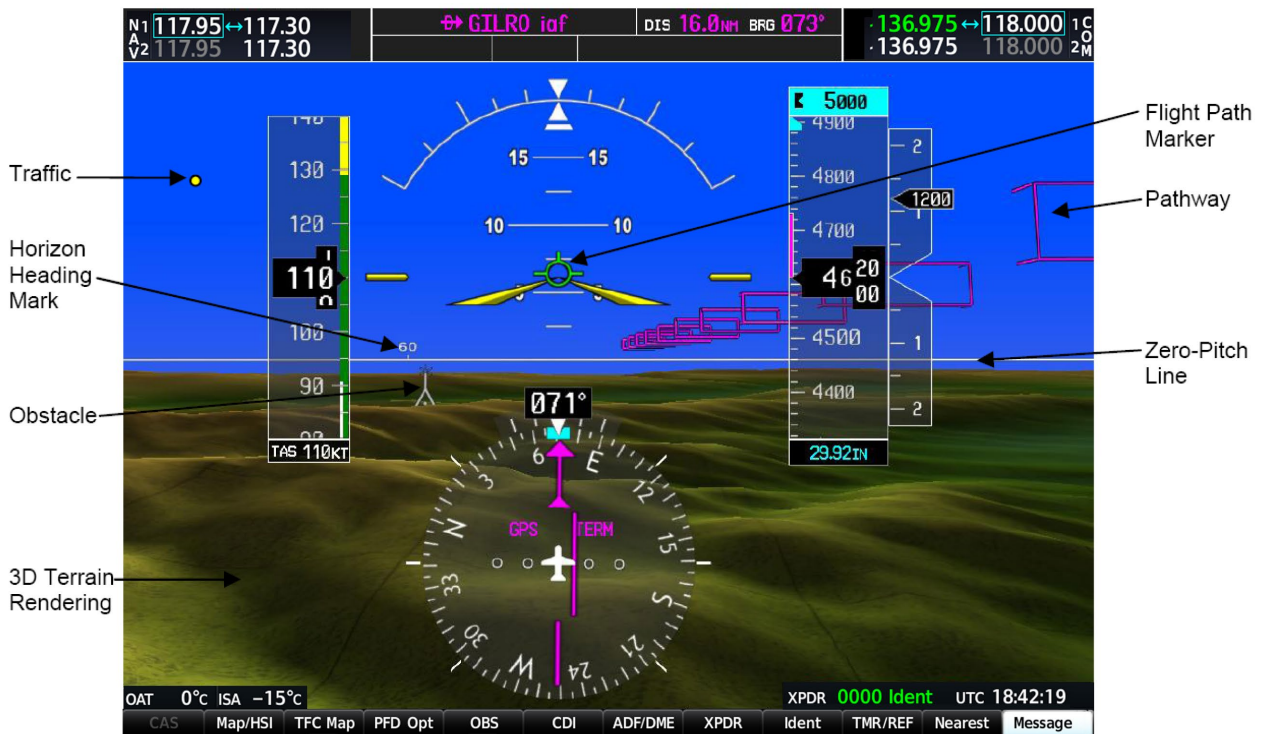 N1 117.95 ↔ 117.30
A
V2 117.95 117.30
D➔ GILRO iaf
DIS 16.0NM BRG 073°
136.975 ↔ 118.000 1C
O
136.975 118.000 2M
Traffic
Horizon
Heading
Mark
Obstacle
3D Terrain
Rendering
Flight Path
Marker
Pathway
Zero-Pitch
Line
130
120
110
100
90
TAS 110KT
15 15
10 10
60
5000
4900
4800
4700
46 20
00
4500
4400
29.92IN
2
1200
1
1
2
071°
6
E
12
15
S
21
24
W
30
33
N
3
GPS TERM
OAT 0°C ISA −15°C
XPDR 0000 Ident UTC 18:42:19
CAS Map/HSI TFC Map PFD Opt OBS CDI ADF/DME XPDR Ident TMR/REF Nearest Message